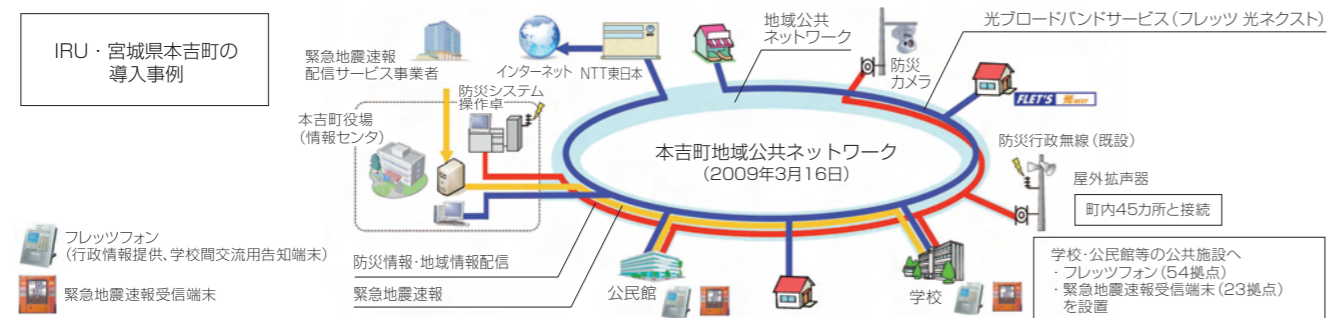 IRU・宮城県本吉町の
導入事例
緊急地震速報
配信サービス事業者
インターネット
NTT東日本
地域公共
ネットワーク
光ブロードバンドサービス(フレッツ 光ネクスト)
防災
カメラ
FLET'S 光NEXT
防災システム
操作卓
本吉町役場
(情報センタ)
本吉町地域公共ネットワーク
(2009年3月16日)
防災行政無線(既設)
屋外拡声器
町内45カ所と接続
フレッツフォン
(行政情報提供、学校間交流用告知端末)
緊急地震速報受信端末
防災情報・地域情報配信
緊急地震速報
公民館
学校
学校・公民館等の公共施設へ
・フレッツフォン(54拠点)
・緊急地震速報受信端末(23拠点)
を設置